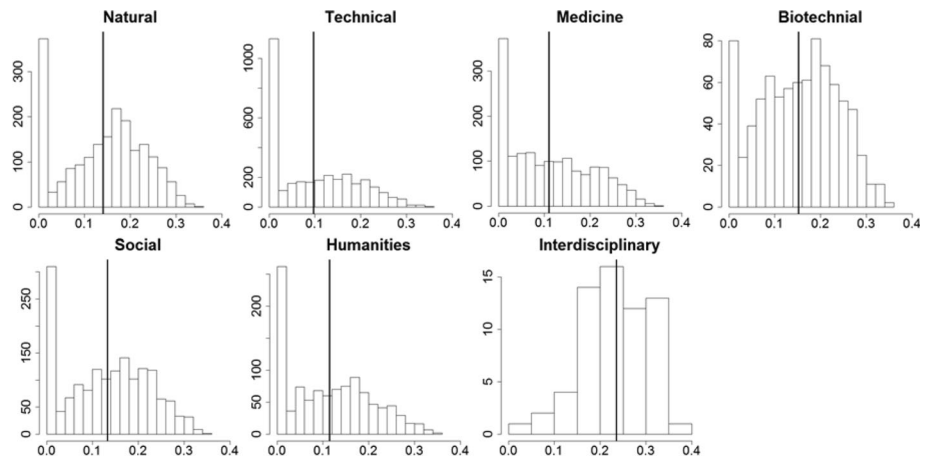 Natural
0 100 200 300
0.0 0.1 0.2 0.3 0.4
Technical
0 200 600 1000
0.0 0.1 0.2 0.3 0.4
Medicine
0 100 200 300
0.0 0.1 0.2 0.3 0.4
Biotechnial
0 20 40 60 80
0.0 0.1 0.2 0.3 0.4
Social
0 50 150 250
0.0 0.1 0.2 0.3 0.4
Humanities
0 50 100 200
0.0 0.1 0.2 0.3 0.4
Interdisciplinary
0 5 10 15
0.0 0.1 0.2 0.3 0.4